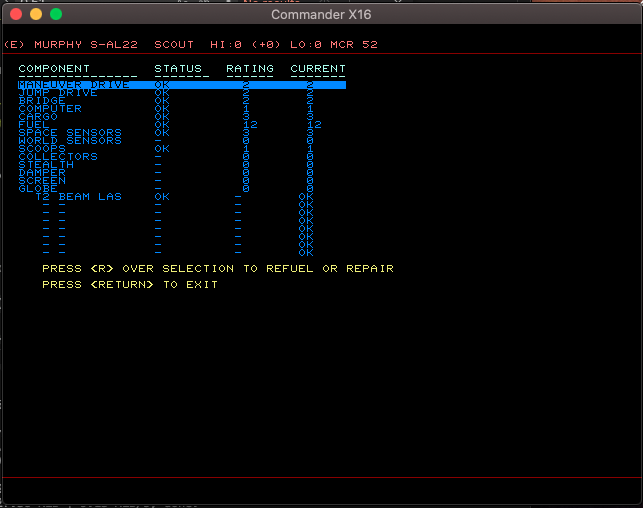 Commander X16
(E) MURPHY S-AL22 SCOUT HI:0 (+0) LO:0 MCR 52
COMPONENT STATUS RATING CURRENT
--------------- ------- ------ -------
MANEUVER DRIVE OK 2 2
JUMP DRIVE OK 2 2
BRIDGE OK 2 2
COMPUTER OK 1 1
CARGO OK 3 3
FUEL OK 12 12
SPACE SENSORS OK 3 3
WORLD SENSORS - 0 0
SCOOPS OK 1 1
COLLECTORS - 0 0
STEALTH - 0 0
DAMPER - 0 0
SCREEN - 0 0
GLOBE - 0 0
T2 BEAM LAS OK - OK
- - - - OK
- - - - OK
- - - - OK
- - - - OK
- - - - OK
- - - - OK
- - - - OK
PRESS <R> OVER SELECTION TO REFUEL OR REPAIR
PRESS <RETURN> TO EXIT